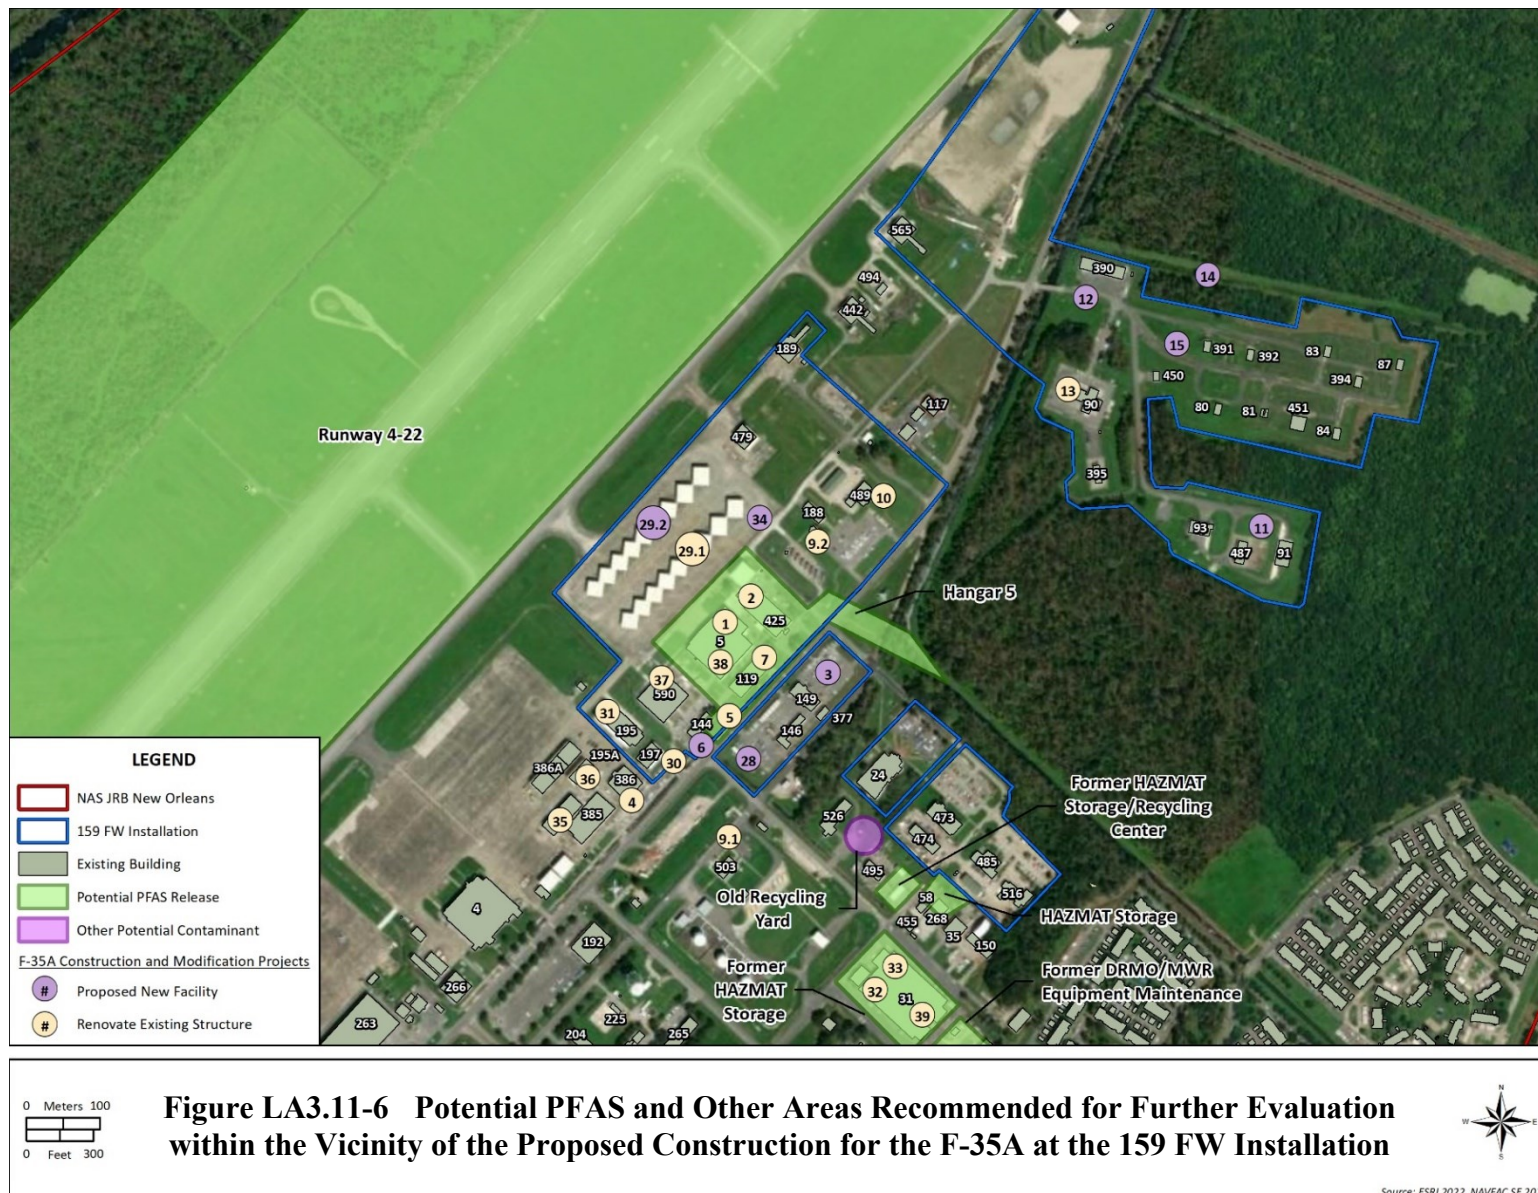 565
390
14
494
12
442
15
391
392
83
87
189
450
394
13
90
80
81
451
84
117
Runway 4-22
479
395
489
10
29.2
34
188
93
11
487
91
9.2
29.1
Hangar 5
2
1
425
5
38
7
119
3
37
590
149
377
31
195
144
5
146
6
28
195A
197
30
386A
36
386
4
24
Former HAZMAT
Storage/Recycling
Center
35
385
526
473
474
9.1
503
485
495
516
Old Recycling
Yard
58
HAZMAT Storage
455
268
35
150
4
192
Former
HAZMAT
Storage
33
32
31
39
Former DRMO/MWR
Equipment Maintenance
266
263
225
204
265
LEGEND
NAS JRB New Orleans
159 FW Installation
Existing Building
Potential PFAS Release
Other Potential Contaminant
F-35A Construction and Modification Projects
# Proposed New Facility
# Renovate Existing Structure
0 Meters 100
0 Feet 300
Figure LA3.11-6 Potential PFAS and Other Areas Recommended for Further Evaluation
within the Vicinity of the Proposed Construction for the F-35A at the 159 FW Installation
N
W E
S
Source: ESRI 2022, NAVFAC SE 20